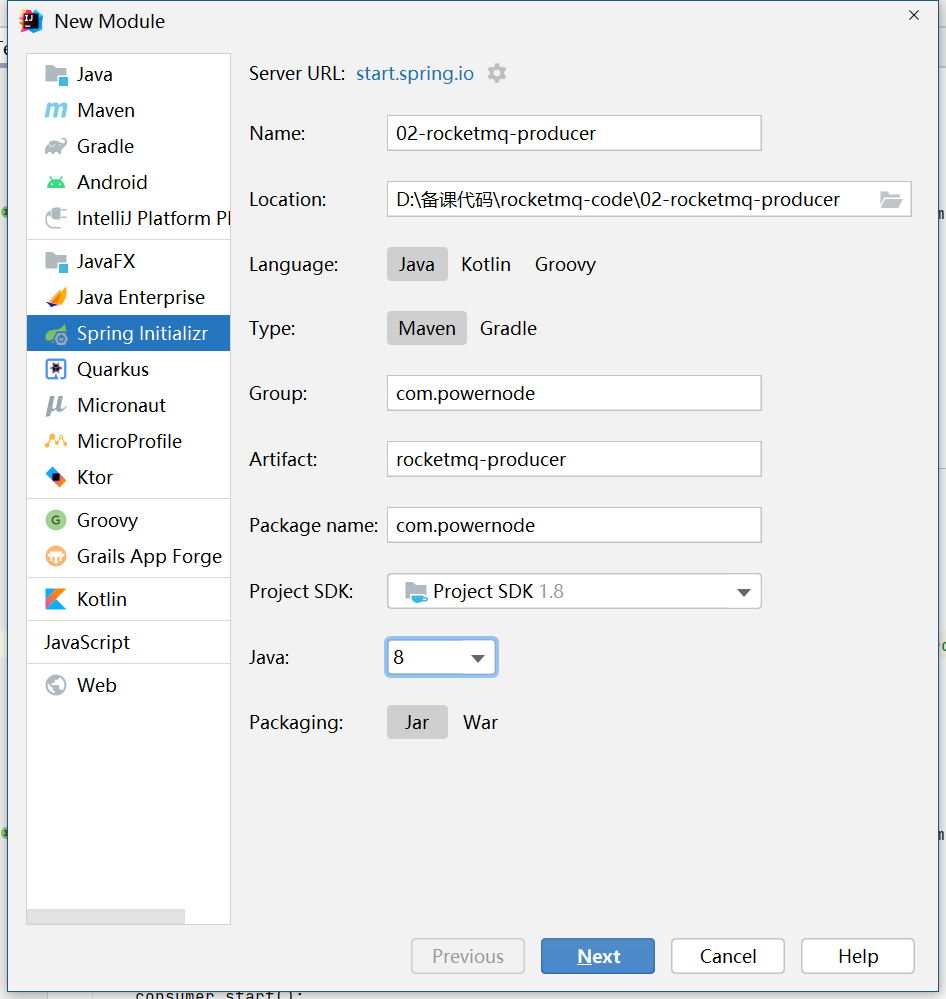 New Module
Java
Maven
Gradle
Android
IntelliJ Platform Pl
JavaFX
Java Enterprise
Spring Initializr
Quarkus
Micronaut
MicroProfile
Ktor
Groovy
Grails App Forge
Kotlin
JavaScript
Web
Server URL: start.spring.io
Name: 02-rocketmq-producer
Location: D:\备课代码\rocketmq-code\02-rocketmq-producer
Language: Java Kotlin Groovy
Type: Maven Gradle
Group: com.powernode
Artifact: rocketmq-producer
Package name: com.powernode
Project SDK: Project SDK 1.8
Java: 8
Packaging: Jar War
Previous Next Cancel Help
consumer.start();